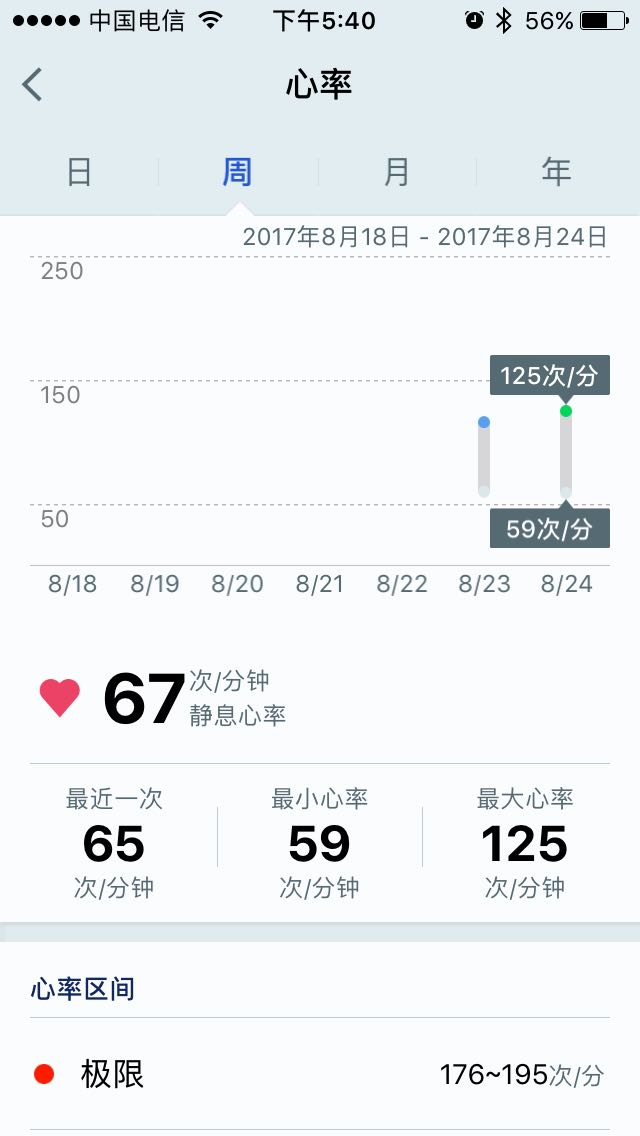 中国电信 下午5:40 56%
心率
日 周 月 年
2017年8月18日 - 2017年8月24日
250
125次/分
150
50
59次/分
8/18 8/19 8/20 8/21 8/22 8/23 8/24
67 次/分钟
静息心率
最近一次 最小心率 最大心率
65 59 125
次/分钟 次/分钟 次/分钟
心率区间
极限 176~195次/分